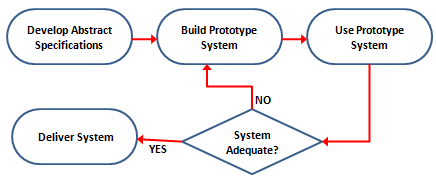 Develop Abstract
Specifications
Build Prototype
System
Use Prototype
System
NO
System
Adequate?
YES
Deliver System